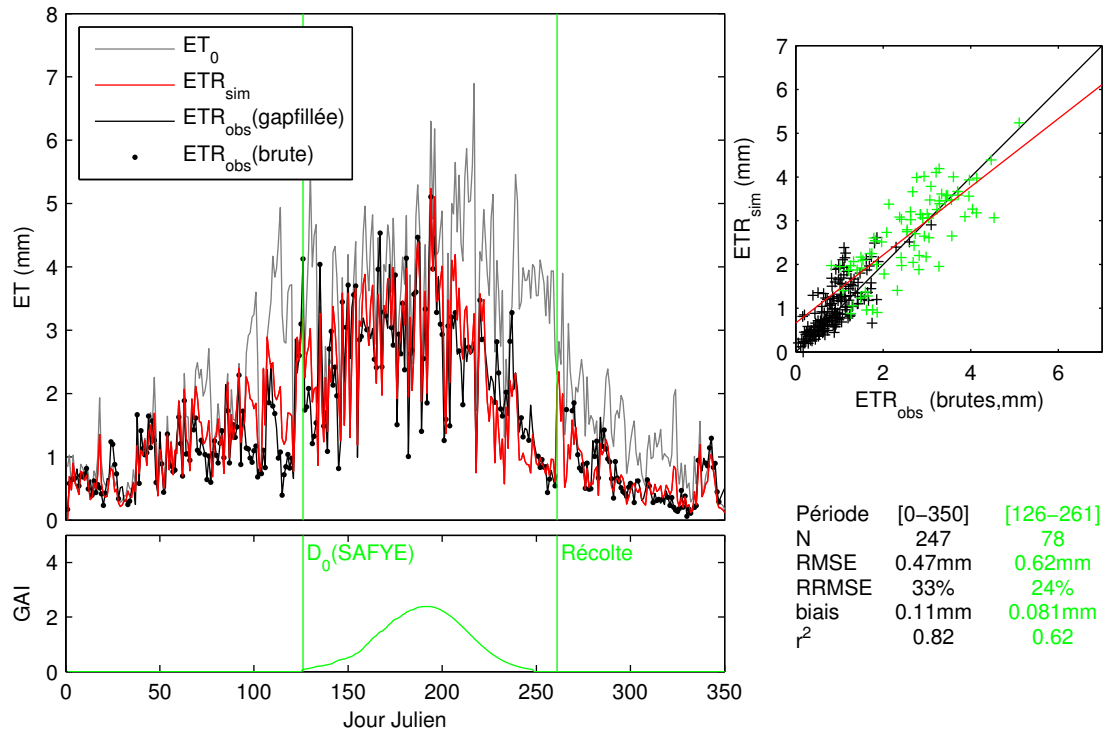 8
7
6
5
4
3
2
1
0
ET (mm)
ET0
ETRsim
ETRobs(gapfillée)
ETRobs(brute)
4
2
0
GAI
D0(SAFYE)
Récolte
0 50 100 150 200 250 300 350
Jour Julien
7
6
5
4
3
2
1
0
ETRsim (mm)
0 2 4 6
ETRobs (brutes,mm)
Période [0−350] [126−261]
N 247 78
RMSE 0.47mm 0.62mm
RRMSE 33% 24%
biais 0.11mm 0.081mm
r2 0.82 0.62